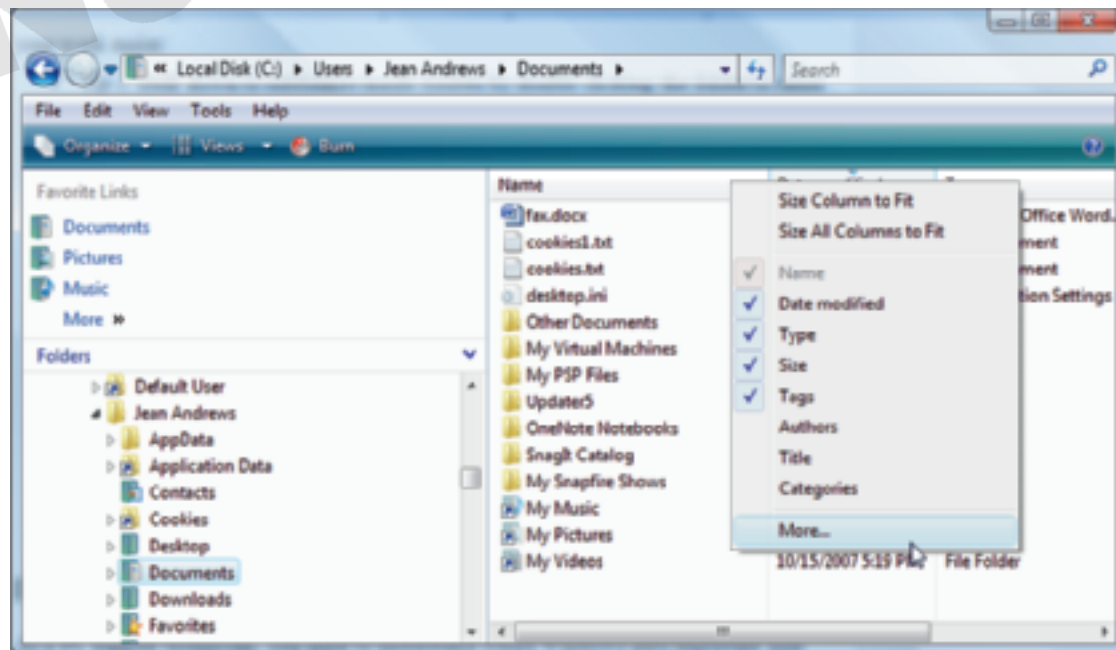 « Local Disk (C:) ▸ Users ▸ Jean Andrews ▸ Documents ▸
Search
File Edit View Tools Help
Organize Views Burn
Favorite Links
Documents
Pictures
Music
More »
Folders
Default User
Jean Andrews
AppData
Application Data
Contacts
Cookies
Desktop
Documents
Downloads
Favorites
Name
fax.docx
cookies1.txt
cookies.txt
desktop.ini
Other Documents
My Virtual Machines
My PSP Files
Updater5
OneNote Notebooks
SnagIt Catalog
My Snapfire Shows
My Music
My Pictures
My Videos
Size Column to Fit
Size All Columns to Fit
Name
Date modified
Type
Size
Tags
Authors
Title
Categories
More...
Office Word.
ment
ment
tion Settings
10/15/2007 5:19 PM
File Folder